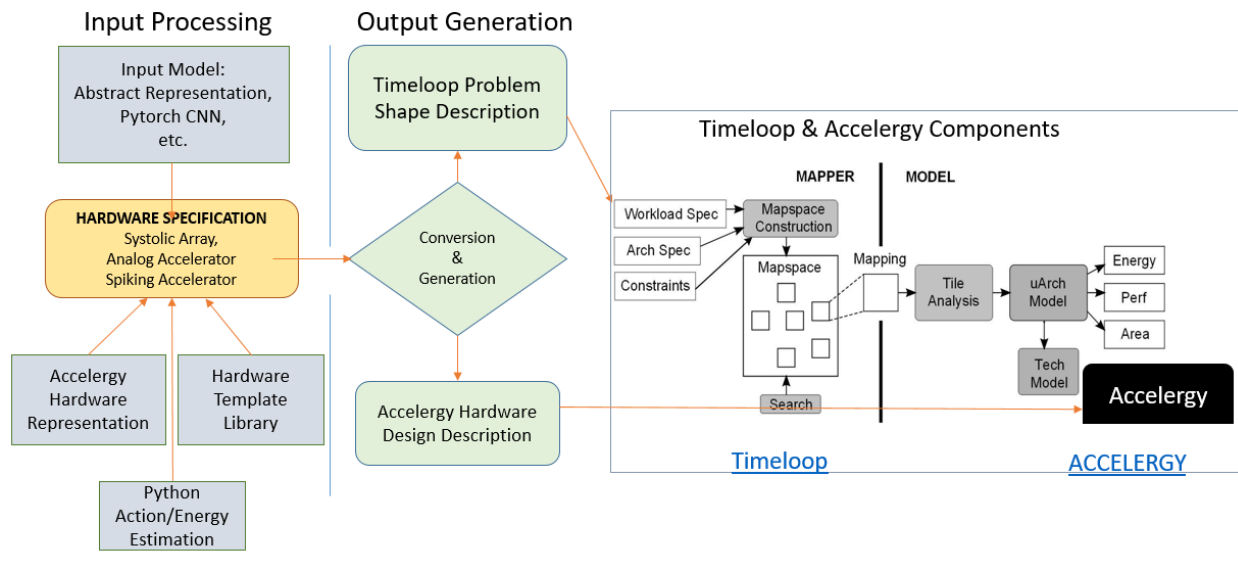 Input Processing
Output Generation
Input Model:
Abstract Representation,
Pytorch CNN,
etc.
HARDWARE SPECIFICATION
Systolic Array,
Analog Accelerator
Spiking Accelerator
Accelergy
Hardware
Representation
Hardware
Template
Library
Python
Action/Energy
Estimation
Timeloop Problem
Shape Description
Conversion
&
Generation
Accelergy Hardware
Design Description
Timeloop & Accelergy Components
MAPPER
MODEL
Workload Spec
Arch Spec
Constraints
Mapspace
Construction
Mapspace
Search
Mapping
Tile
Analysis
uArch
Model
Tech
Model
Energy
Perf
Area
Accelergy
Timeloop
ACCELERGY